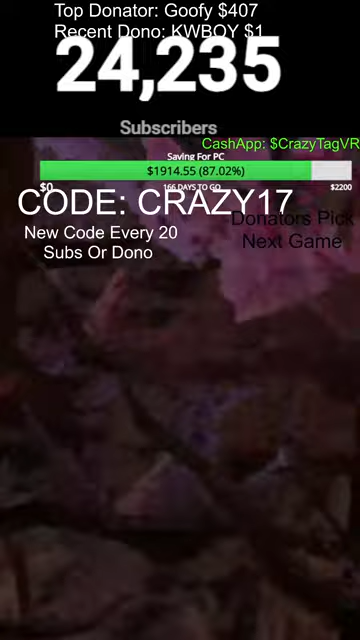 Top Donator: Goofy $407
Recent Dono: KWBOY $1
24,235
Subscribers
CashApp: $CrazyTagVR
Saving For PC
$1914.55 (87.02%)
$0
166 DAYS TO GO
$2200
CODE: CRAZY17
Donators Pick
Next Game
New Code Every 20
Subs Or Dono